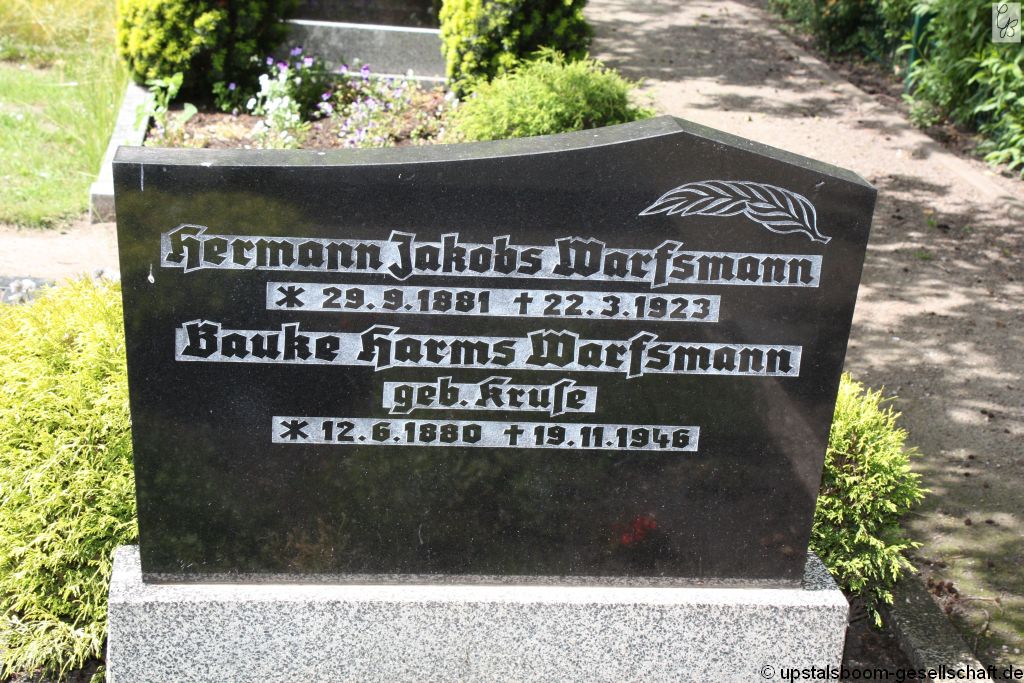 Hermann Jakobs Warfsmann
* 29.9.1881 † 22.3.1923
Bauke Harms Warfsmann
geb. Kruſe
* 12.6.1880 † 19.11.1946
© upstalsboom-gesellschaft.de